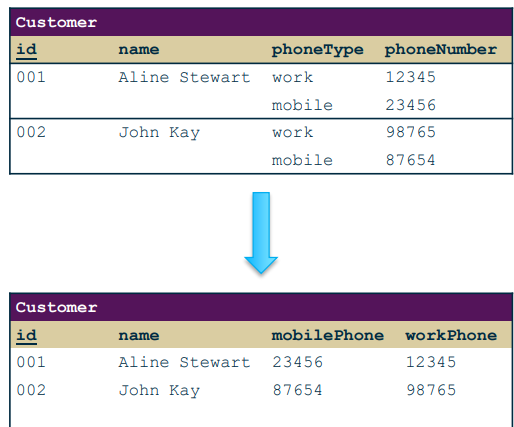 Customer
id name phoneType phoneNumber
001 Aline Stewart work 12345
mobile 23456
002 John Kay work 98765
mobile 87654
Customer
id name mobilePhone workPhone
001 Aline Stewart 23456 12345
002 John Kay 87654 98765